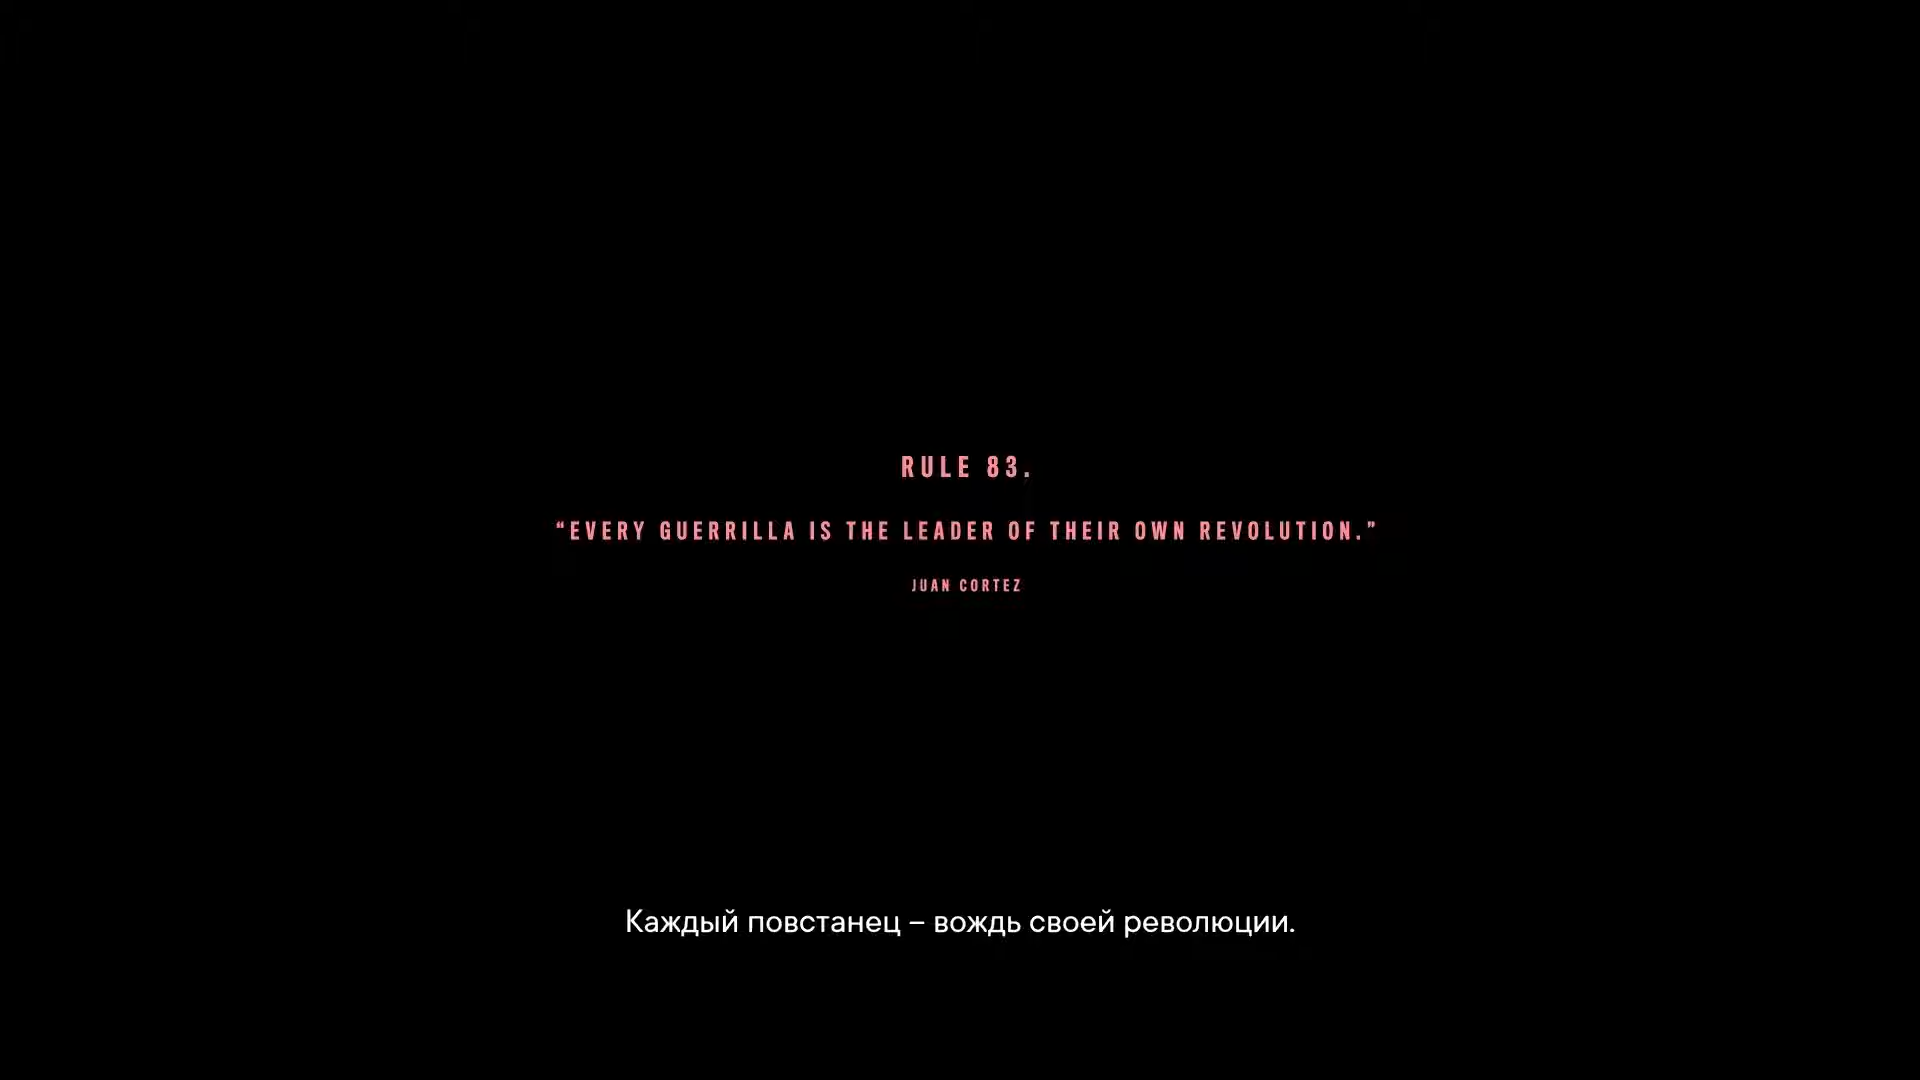 RULE 83.
“EVERY GUERRILLA IS THE LEADER OF THEIR OWN REVOLUTION.”
JUAN CORTEZ
Каждый повстанец – вождь своей революции.